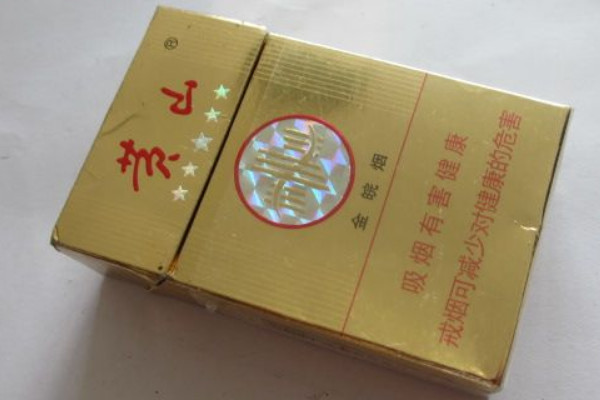 黄山®
金皖烟
吸烟有害健康
戒烟可减少对健康的危害